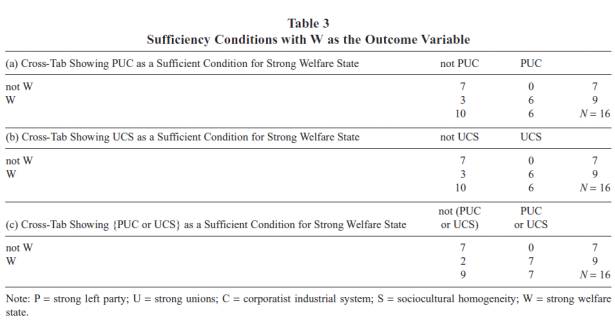 Table 3
Sufficiency Conditions with W as the Outcome Variable
(a) Cross-Tab Showing PUC as a Sufficient Condition for Strong Welfare State not PUC PUC
not W 7 0 7
W 3 6 9
10 6 N = 16
(b) Cross-Tab Showing UCS as a Sufficient Condition for Strong Welfare State not UCS UCS
not W 7 0 7
W 3 6 9
10 6 N = 16
not (PUC PUC
(c) Cross-Tab Showing {PUC or UCS} as a Sufficient Condition for Strong Welfare State or UCS) or UCS
not W 7 0 7
W 2 7 9
9 7 N = 16
Note: P = strong left party; U = strong unions; C = corporatist industrial system; S = sociocultural homogeneity; W = strong welfare
state.